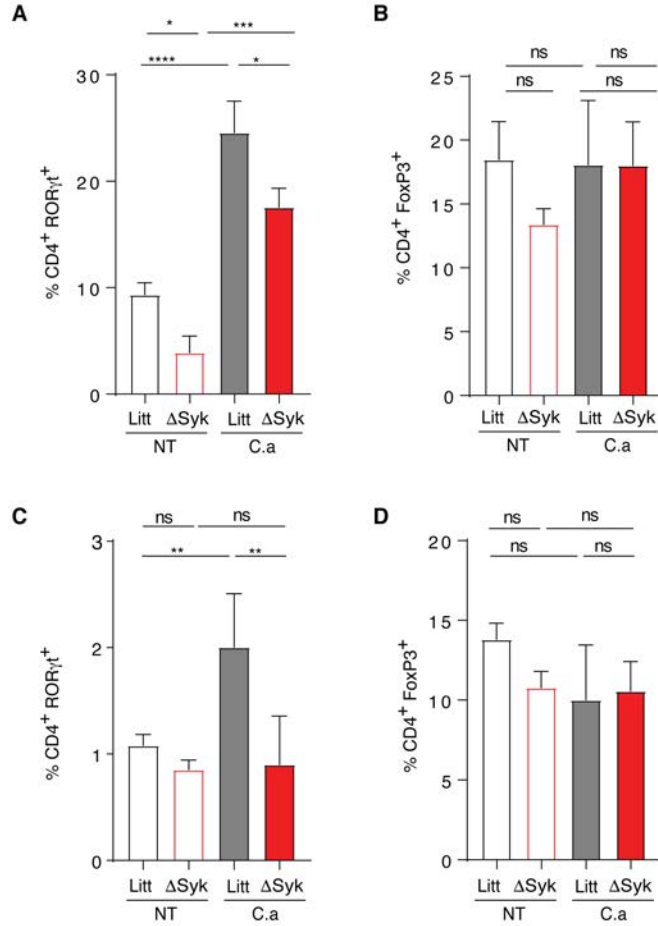 A
* ***
**** *
30
20
10
0
% CD4⁺ RORγt⁺
Litt ΔSyk Litt ΔSyk
NT C.a
B
ns ns
ns ns
25
20
15
10
5
0
% CD4⁺ FoxP3⁺
Litt ΔSyk Litt ΔSyk
NT C.a
C
ns ns
** **
3
2
1
0
% CD4⁺ RORγt⁺
Litt ΔSyk Litt ΔSyk
NT C.a
D
ns ns
ns ns
20
15
10
5
0
% CD4⁺ FoxP3⁺
Litt ΔSyk Litt ΔSyk
NT C.a